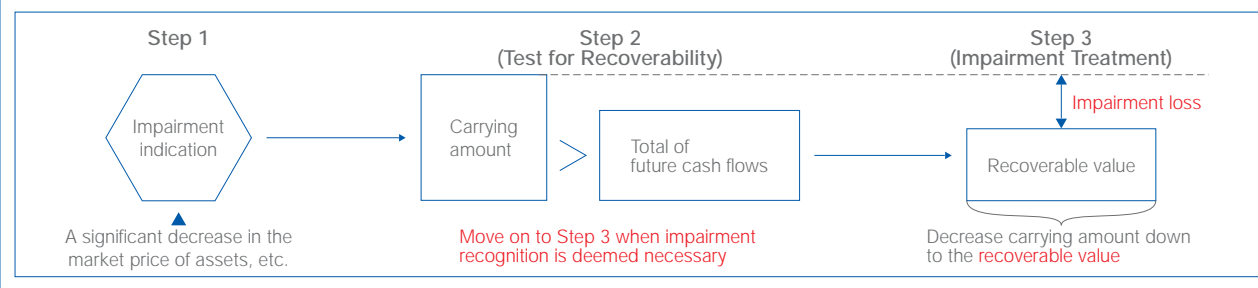 Step 1
Impairment
indication
A significant decrease in the
market price of assets, etc.
Step 2
(Test for Recoverability)
Carrying
amount
Total of
future cash flows
Move on to Step 3 when impairment
recognition is deemed necessary
Step 3
(Impairment Treatment)
Impairment loss
Recoverable value
Decrease carrying amount down
to the recoverable value